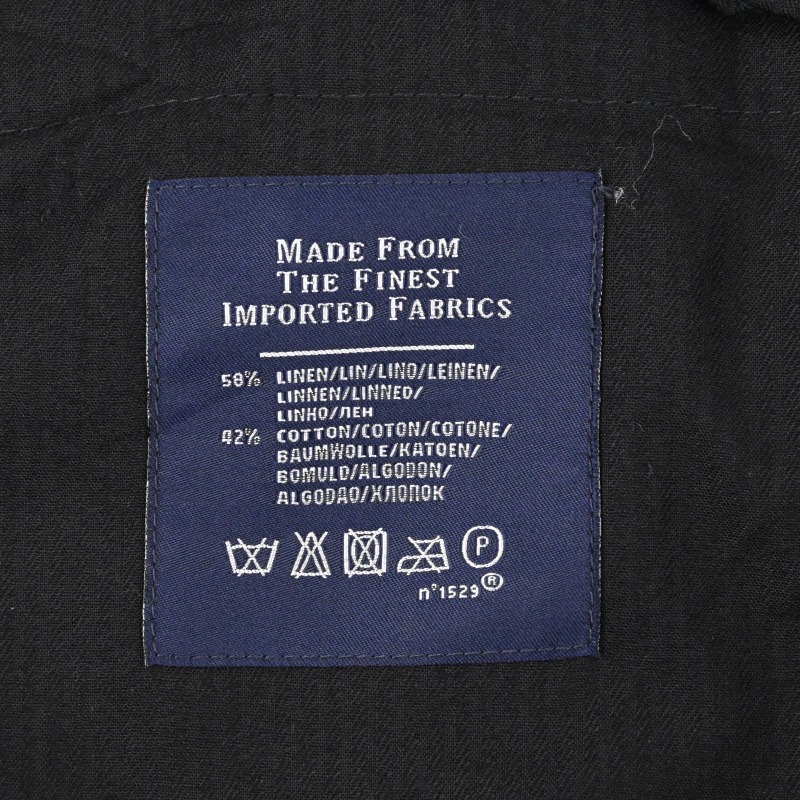 MADE FROM
THE FINEST
IMPORTED FABRICS
58% LINEN/LIN/LINO/LEINEN/
LINNEN/LINNED/
LINHO/ЛЕН
42% COTTON/COTON/COTONE/
BAUMWOLLE/KATOEN/
BOMULD/ALGODON/
ALGODAO/ХЛОПОК
P
n°1529®